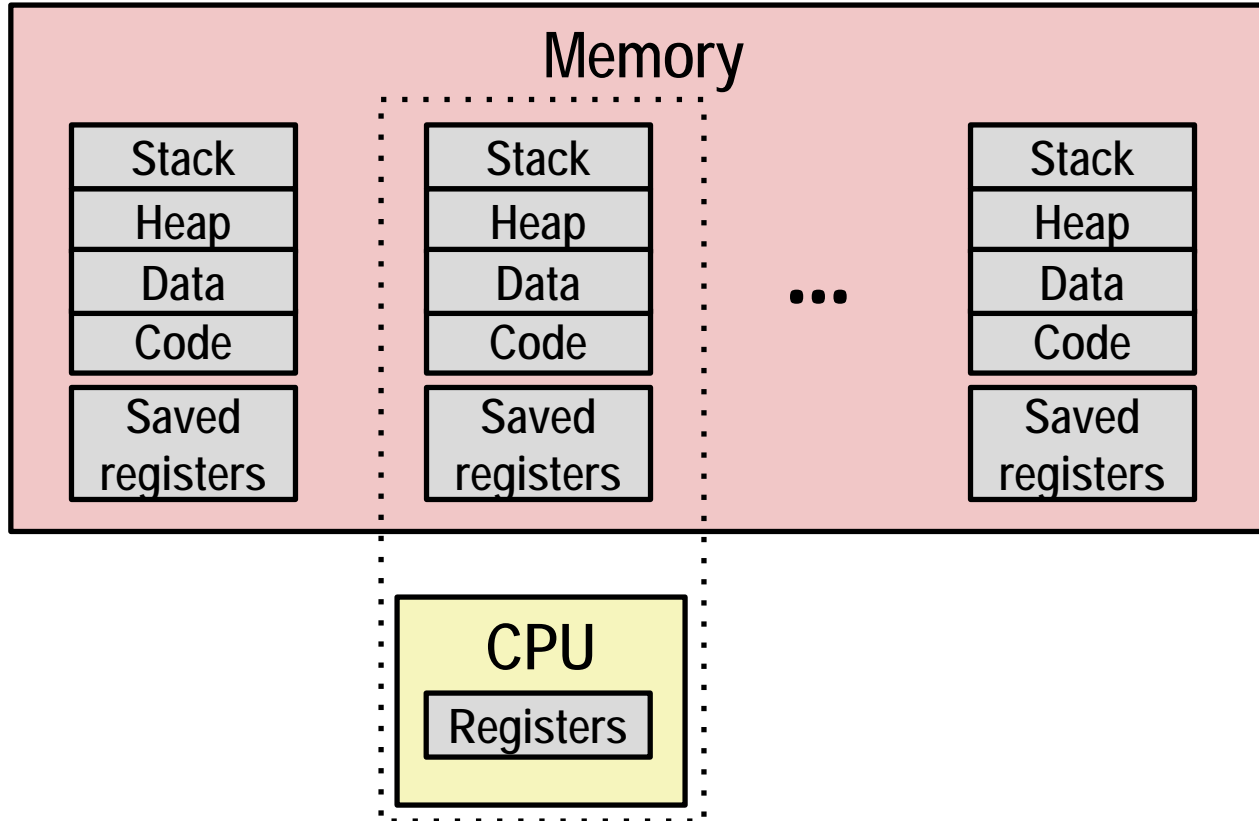 Memory
Stack
Heap
Data
Code
Saved
registers
Stack
Heap
Data
Code
Saved
registers
...
Stack
Heap
Data
Code
Saved
registers
CPU
Registers